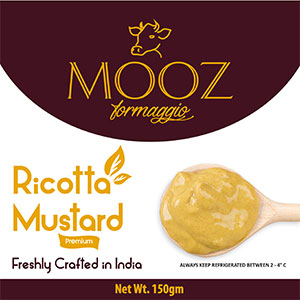 MOOZ
formaggio
Ricotta
Mustard
Premium
Freshly Crafted in India
ALWAYS KEEP REFRIGERATED BETWEEN 2 - 4° C
Net Wt. 150gm